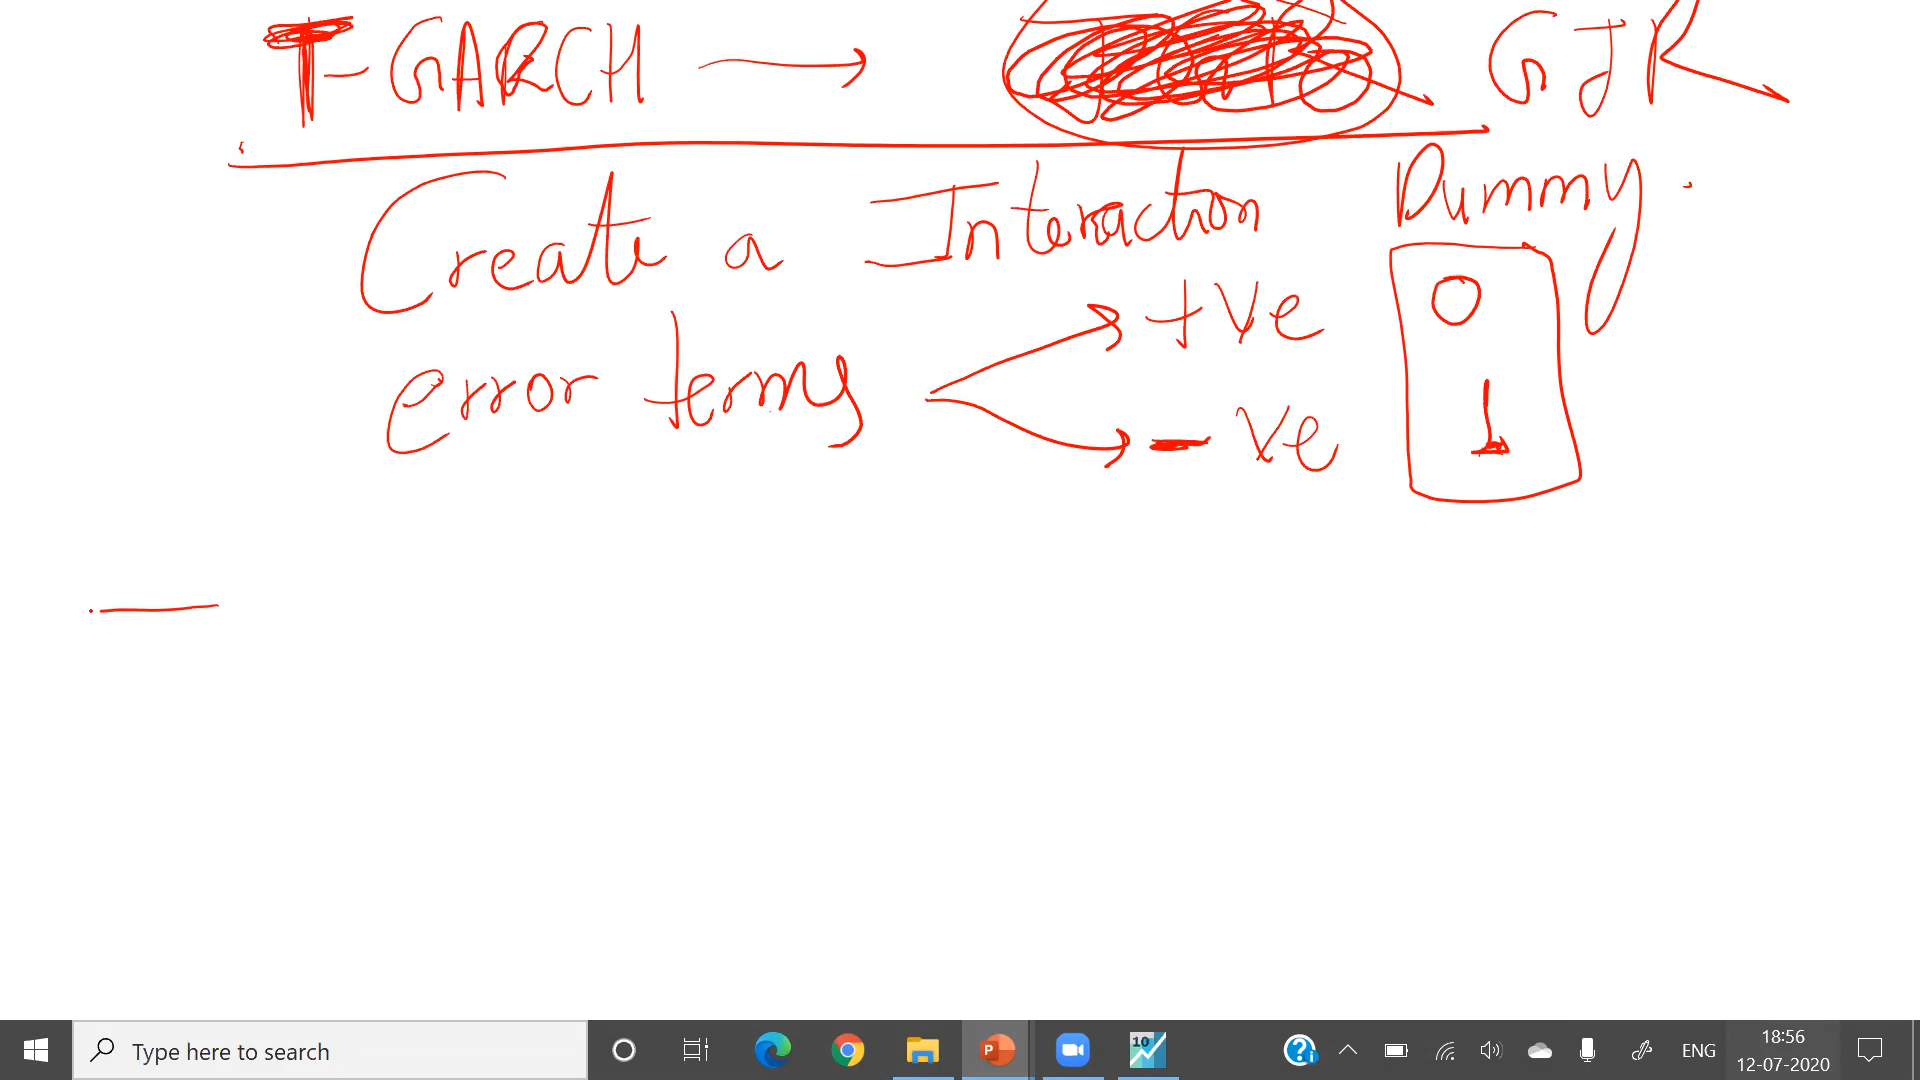 T-GARCH → GJR
Create a Interaction Dummy.
error terms +ve 0
-ve 1
Type here to search
10
ENG
18:56
12-07-2020